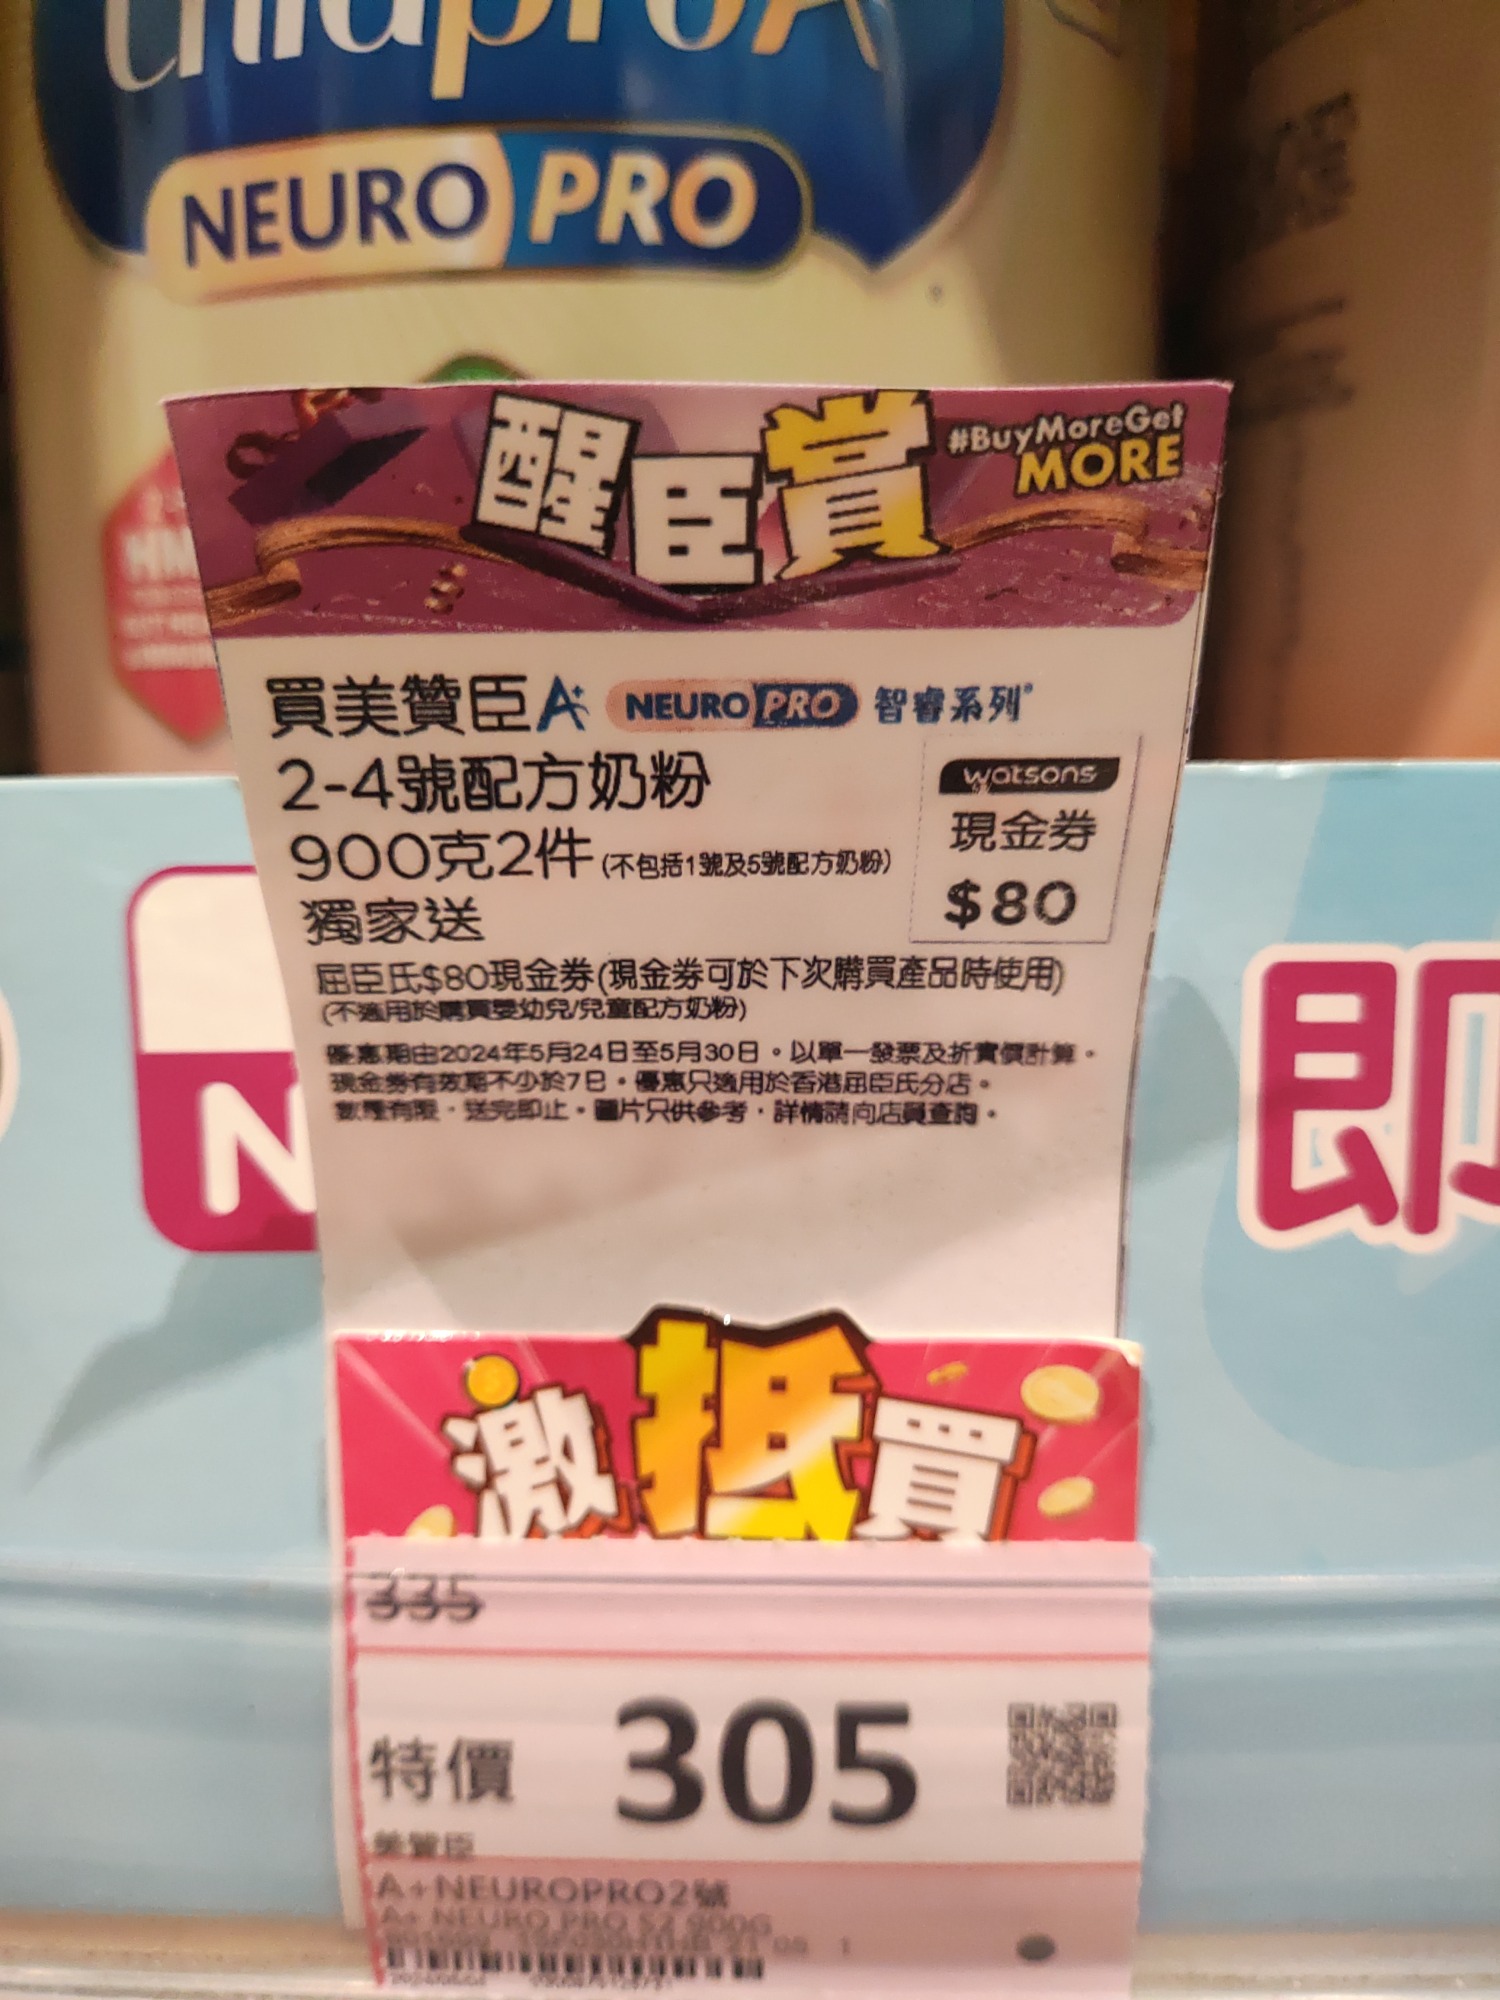 NEURO PRO
醒臣賞
#BuyMoreGet
MORE
買美贊臣A+ NEURO PRO 智睿系列
2-4號配方奶粉
900克2件(不包括1號及5號配方奶粉)
獨家送
watsons
現金券
$80
屈臣氏$80現金券(現金券可於下次購買產品時使用)
(不適用於購買嬰幼兒/兒童配方奶粉)
優惠期由2024年5月24日至5月30日。以單一發票及折實價計算。
現金券有效期不少於7日。優惠只適用於香港屈臣氏分店。
數量有限，送完即止。圖片只供參考，詳情請向店員查詢。
N
即
激抵買
335
特價 305
美贊臣
A+NEUROPRO2號
A+ NEURO PRO S2 900G